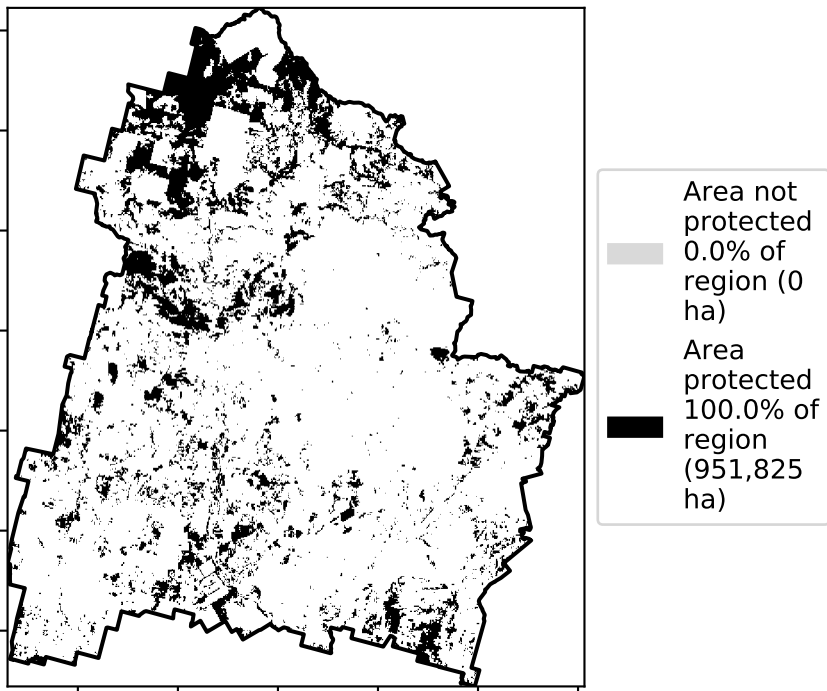 Area not
protected
0.0% of
region (0
ha)
Area
protected
100.0% of
region
(951,825
ha)